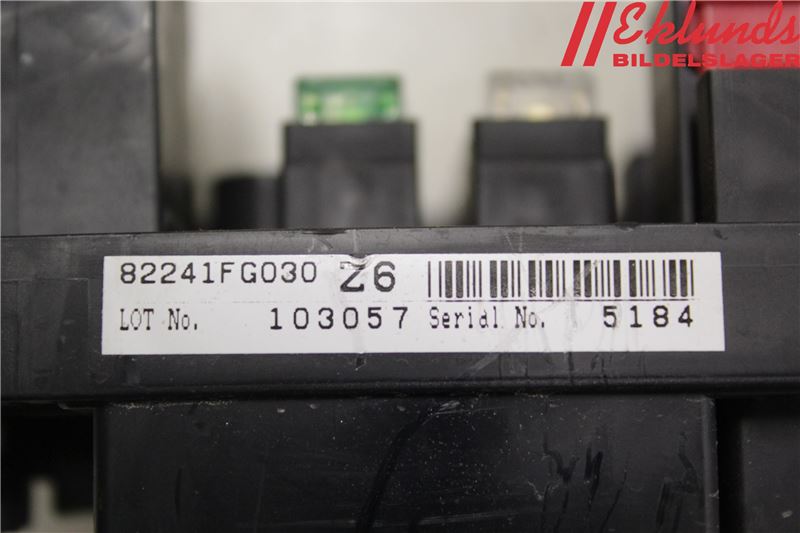 Eklunds
BILDELSLAGER
82241FG030 Z6
LOT No. 103057 Serial No. 5184